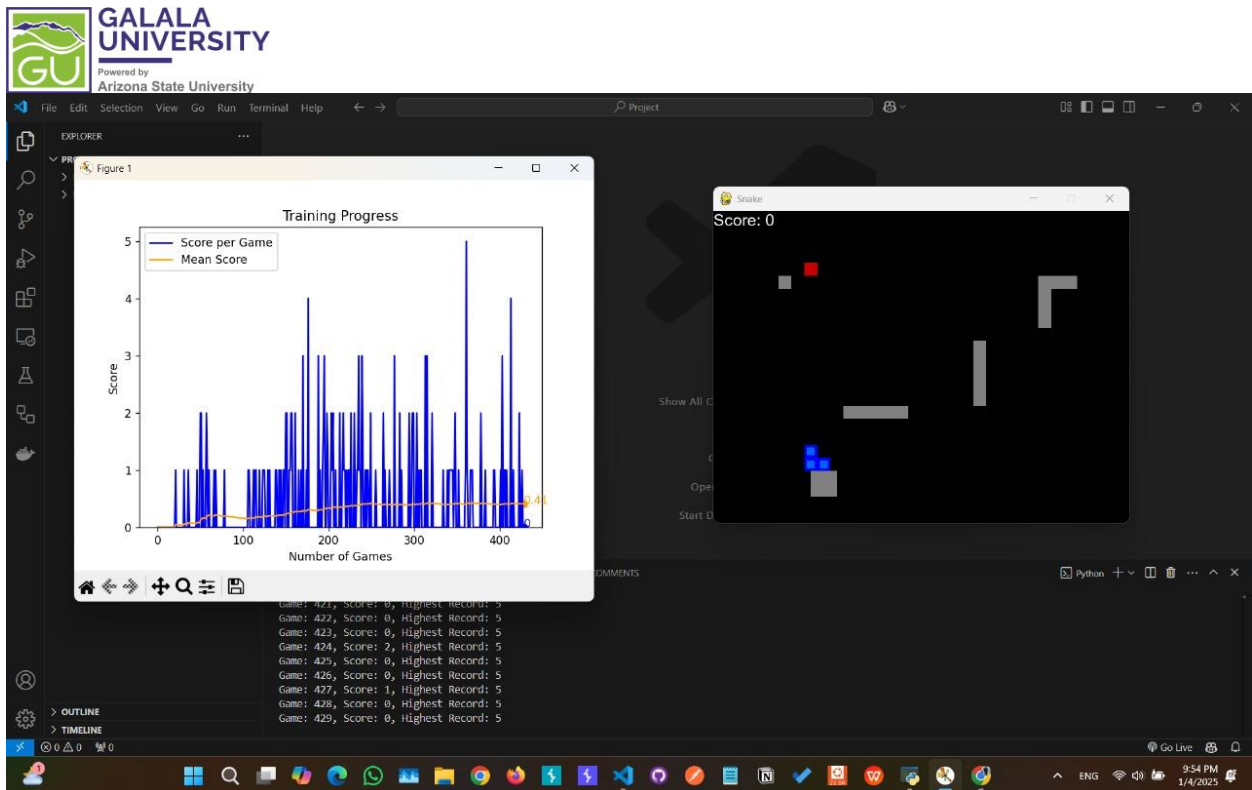 GALALA
UNIVERSITY
GU
Powered by
Arizona State University
File Edit Selection View Go Run Terminal Help
Project
EXPLORER
Figure 1
Training Progress
Score per Game
Mean Score
5
4
3
2
1
0
Score
0 100 200 300 400
Number of Games
0.41
0
Snake
Score: 0
Show All C
Ope
Start D
COMMENTS
Python
Game: 421, Score: 0, Highest Record: 5
Game: 422, Score: 0, Highest Record: 5
Game: 423, Score: 0, Highest Record: 5
Game: 424, Score: 2, Highest Record: 5
Game: 425, Score: 0, Highest Record: 5
Game: 426, Score: 0, Highest Record: 5
Game: 427, Score: 1, Highest Record: 5
Game: 428, Score: 0, Highest Record: 5
Game: 429, Score: 0, Highest Record: 5
OUTLINE
TIMELINE
0 0 0
Go Live
ENG
9:54 PM
1/4/2025